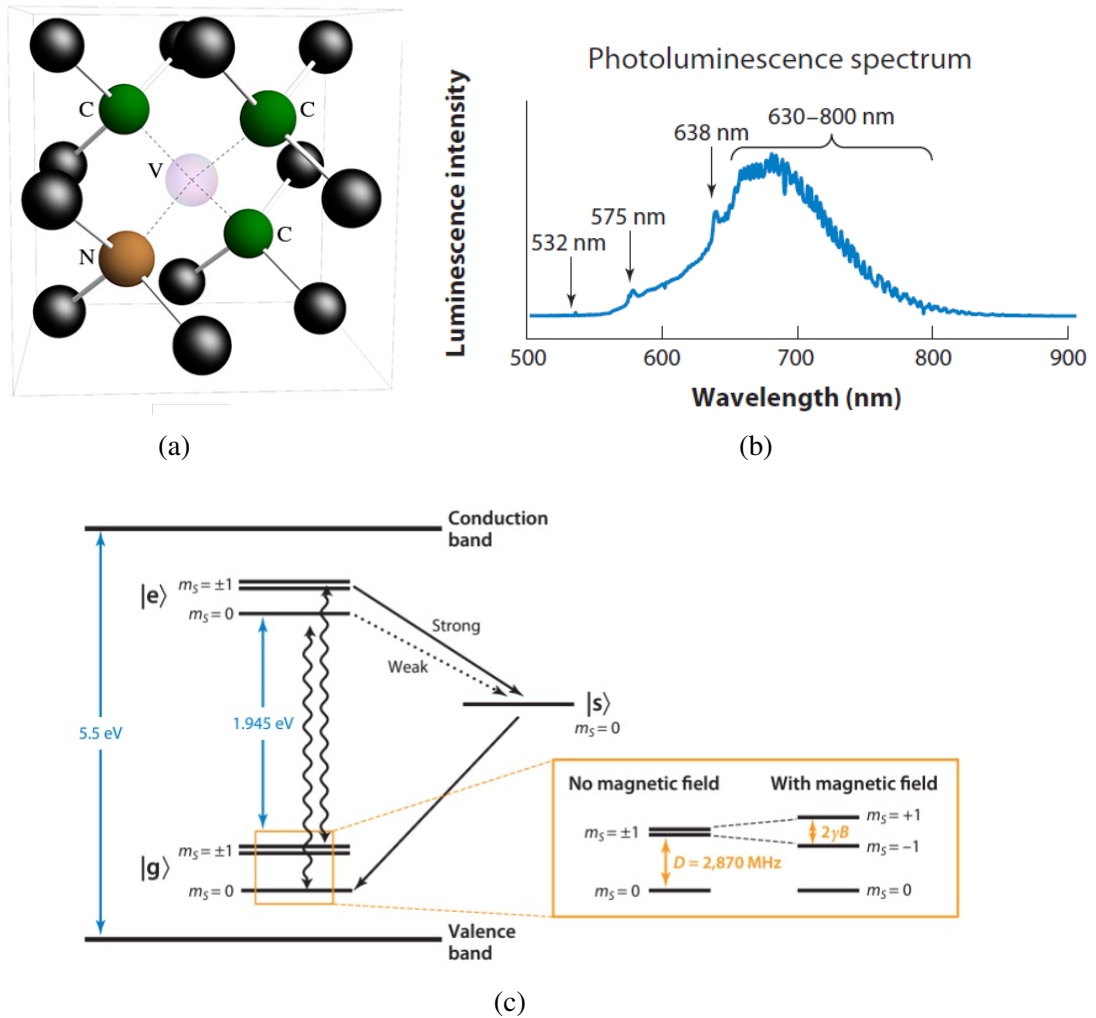 C
C
V
C
N
(a)
Photoluminescence spectrum
Luminescence intensity
532 nm
575 nm
638 nm
630–800 nm
500
600
700
800
900
Wavelength (nm)
(b)
Conduction
band
|e⟩
mS = ±1
mS = 0
Strong
Weak
|s⟩
mS = 0
5.5 eV
1.945 eV
|g⟩
mS = ±1
mS = 0
Valence
band
No magnetic field
With magnetic field
mS = ±1
D = 2,870 MHz
mS = 0
mS = +1
2γB
mS = –1
mS = 0
(c)